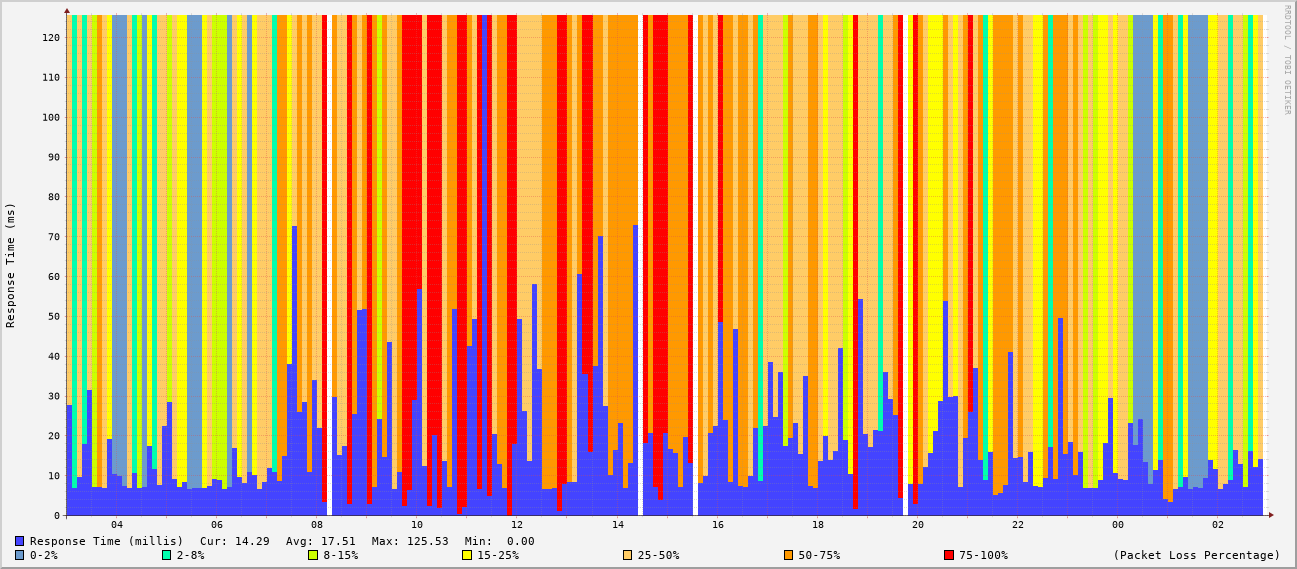 RRDTOOL / TOBI OETIKER
Response Time (ms)
120
110
100
90
80
70
60
50
40
30
20
10
0
04 06 08 10 12 14 16 18 20 22 00 02
Response Time (millis) Cur: 14.29 Avg: 17.51 Max: 125.53 Min: 0.00
0-2% 2-8% 8-15% 15-25% 25-50% 50-75% 75-100% (Packet Loss Percentage)